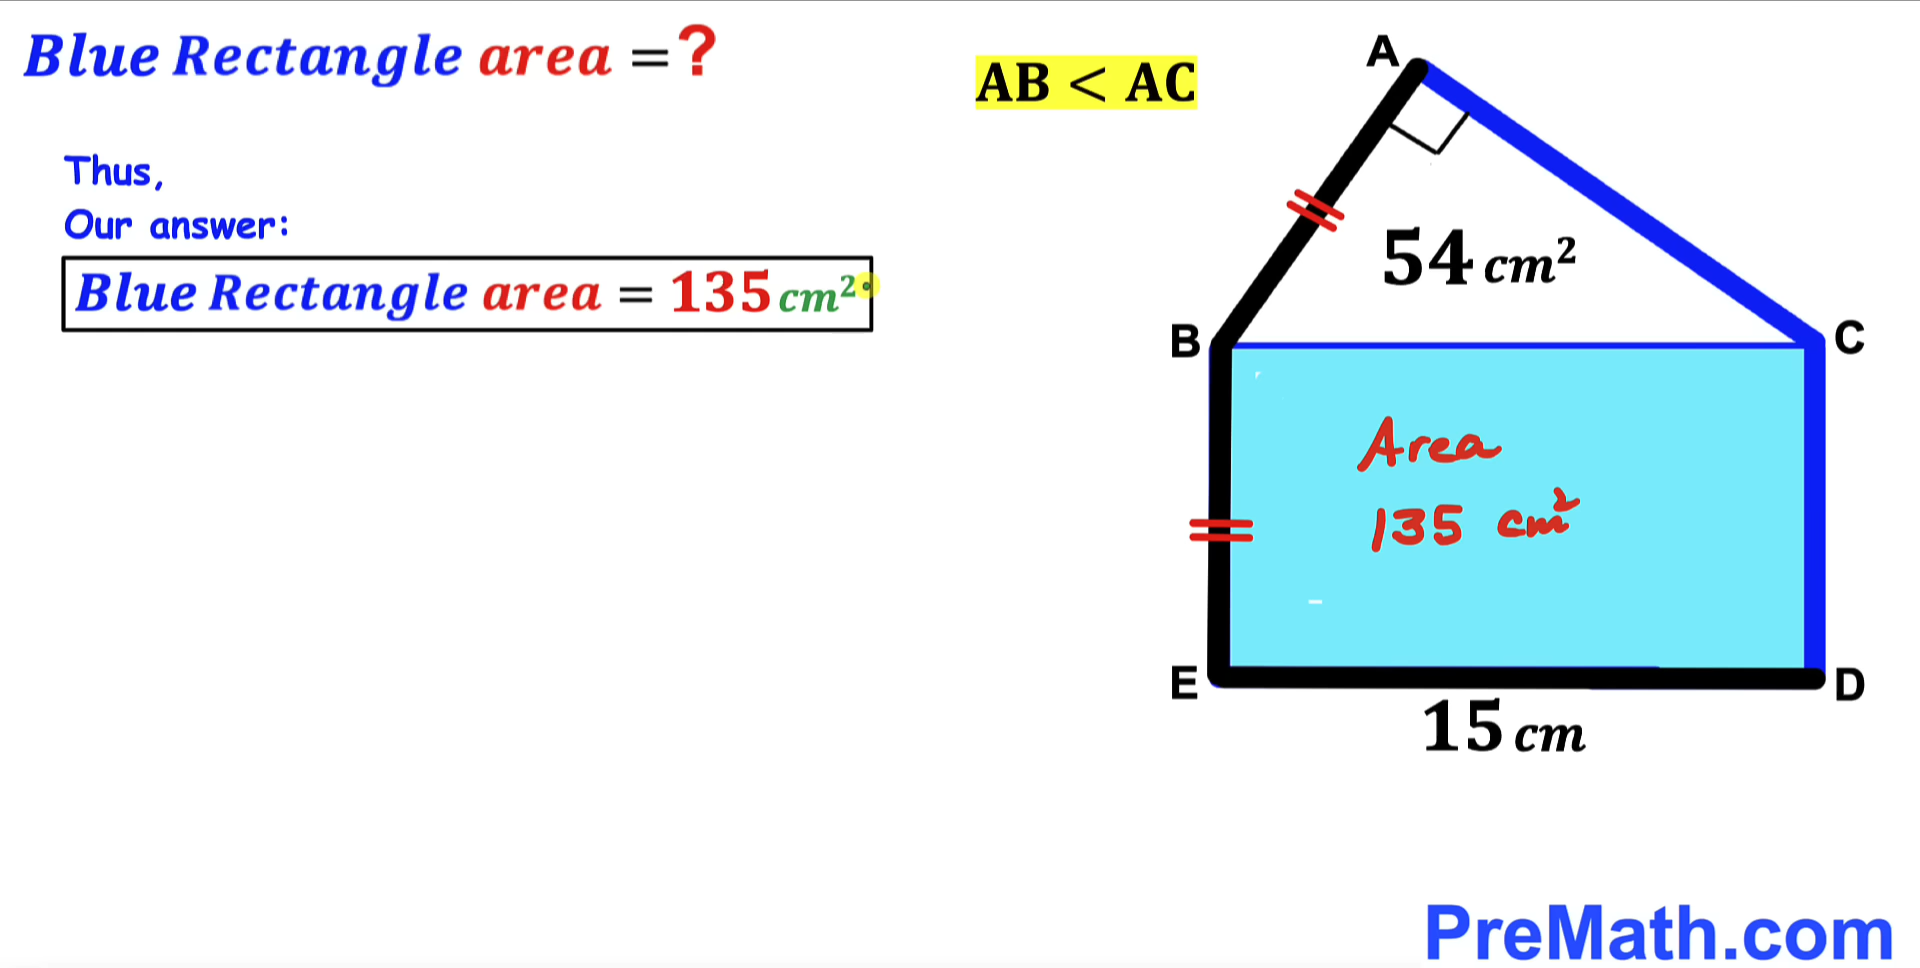 Blue Rectangle area = ?
AB < AC
Thus,
Our answer:
Blue Rectangle area = 135 cm²
A
54 cm²
B
C
Area
135 cm²
E
D
15 cm
PreMath.com